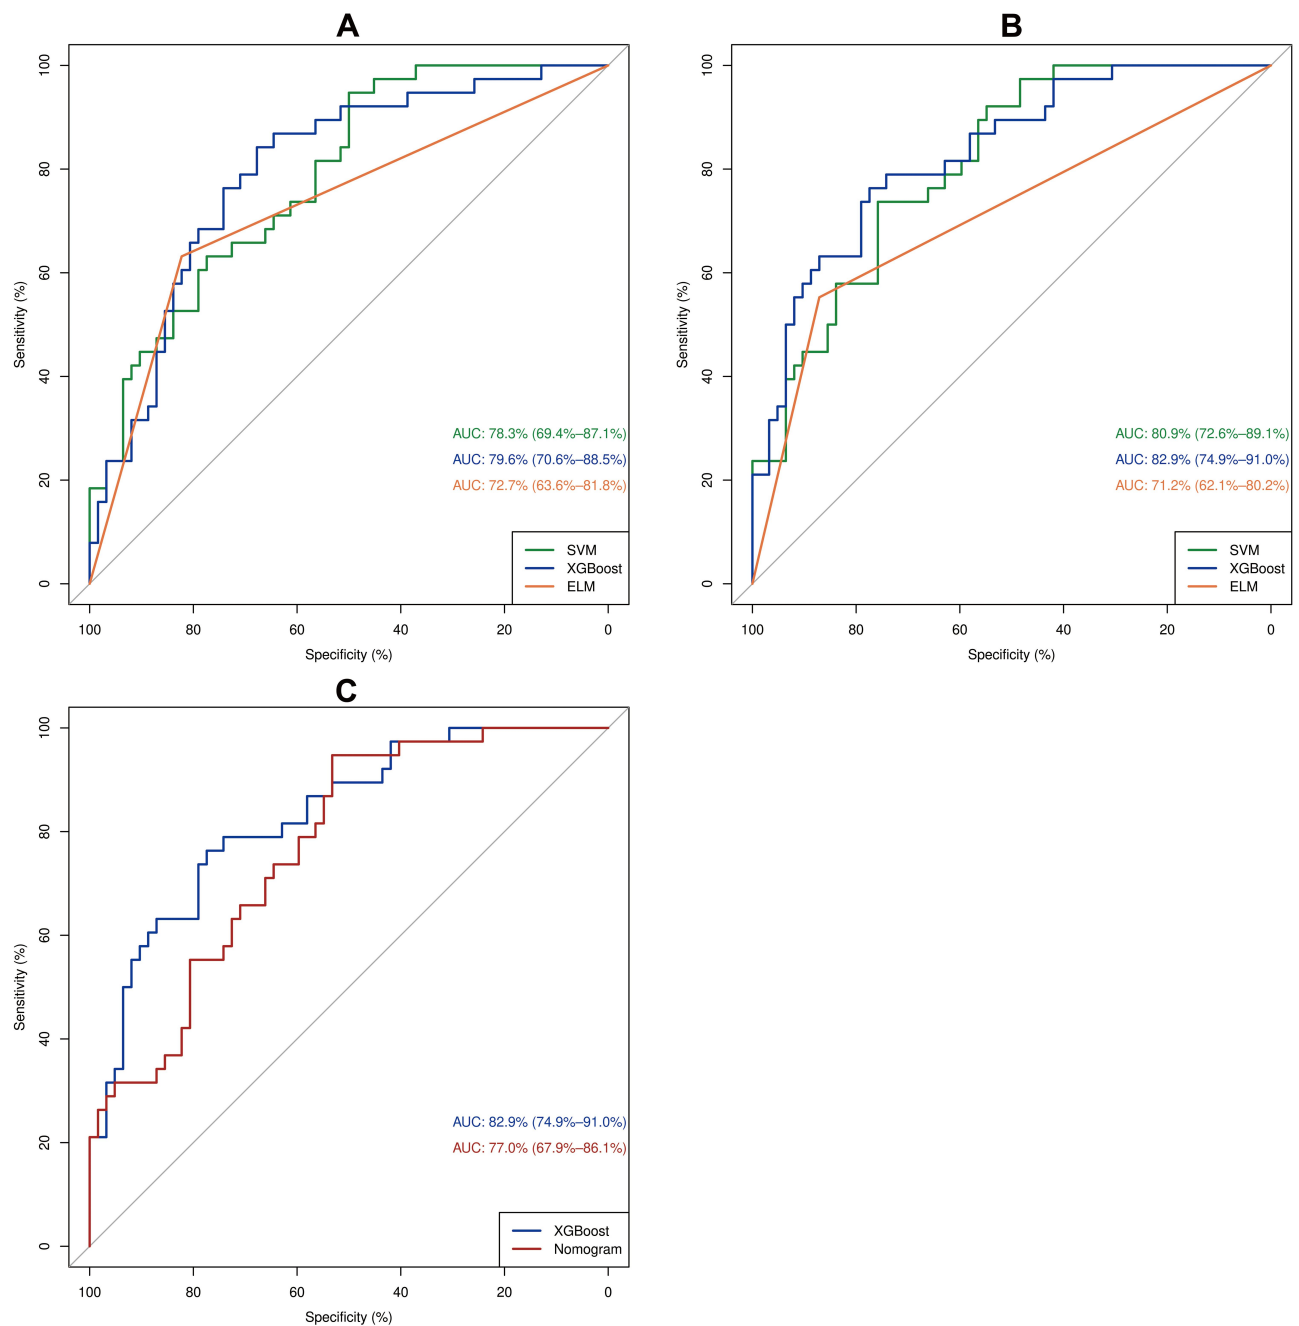 A
100
80
60
40
20
0
Sensitivity (%)
AUC: 78.3% (69.4%–87.1%)
AUC: 79.6% (70.6%–88.5%)
AUC: 72.7% (63.6%–81.8%)
SVM
XGBoost
ELM
100 80 60 40 20 0
Specificity (%)
B
100
80
60
40
20
0
Sensitivity (%)
AUC: 80.9% (72.6%–89.1%)
AUC: 82.9% (74.9%–91.0%)
AUC: 71.2% (62.1%–80.2%)
SVM
XGBoost
ELM
100 80 60 40 20 0
Specificity (%)
C
100
80
60
40
20
0
Sensitivity (%)
AUC: 82.9% (74.9%–91.0%)
AUC: 77.0% (67.9%–86.1%)
XGBoost
Nomogram
100 80 60 40 20 0
Specificity (%)